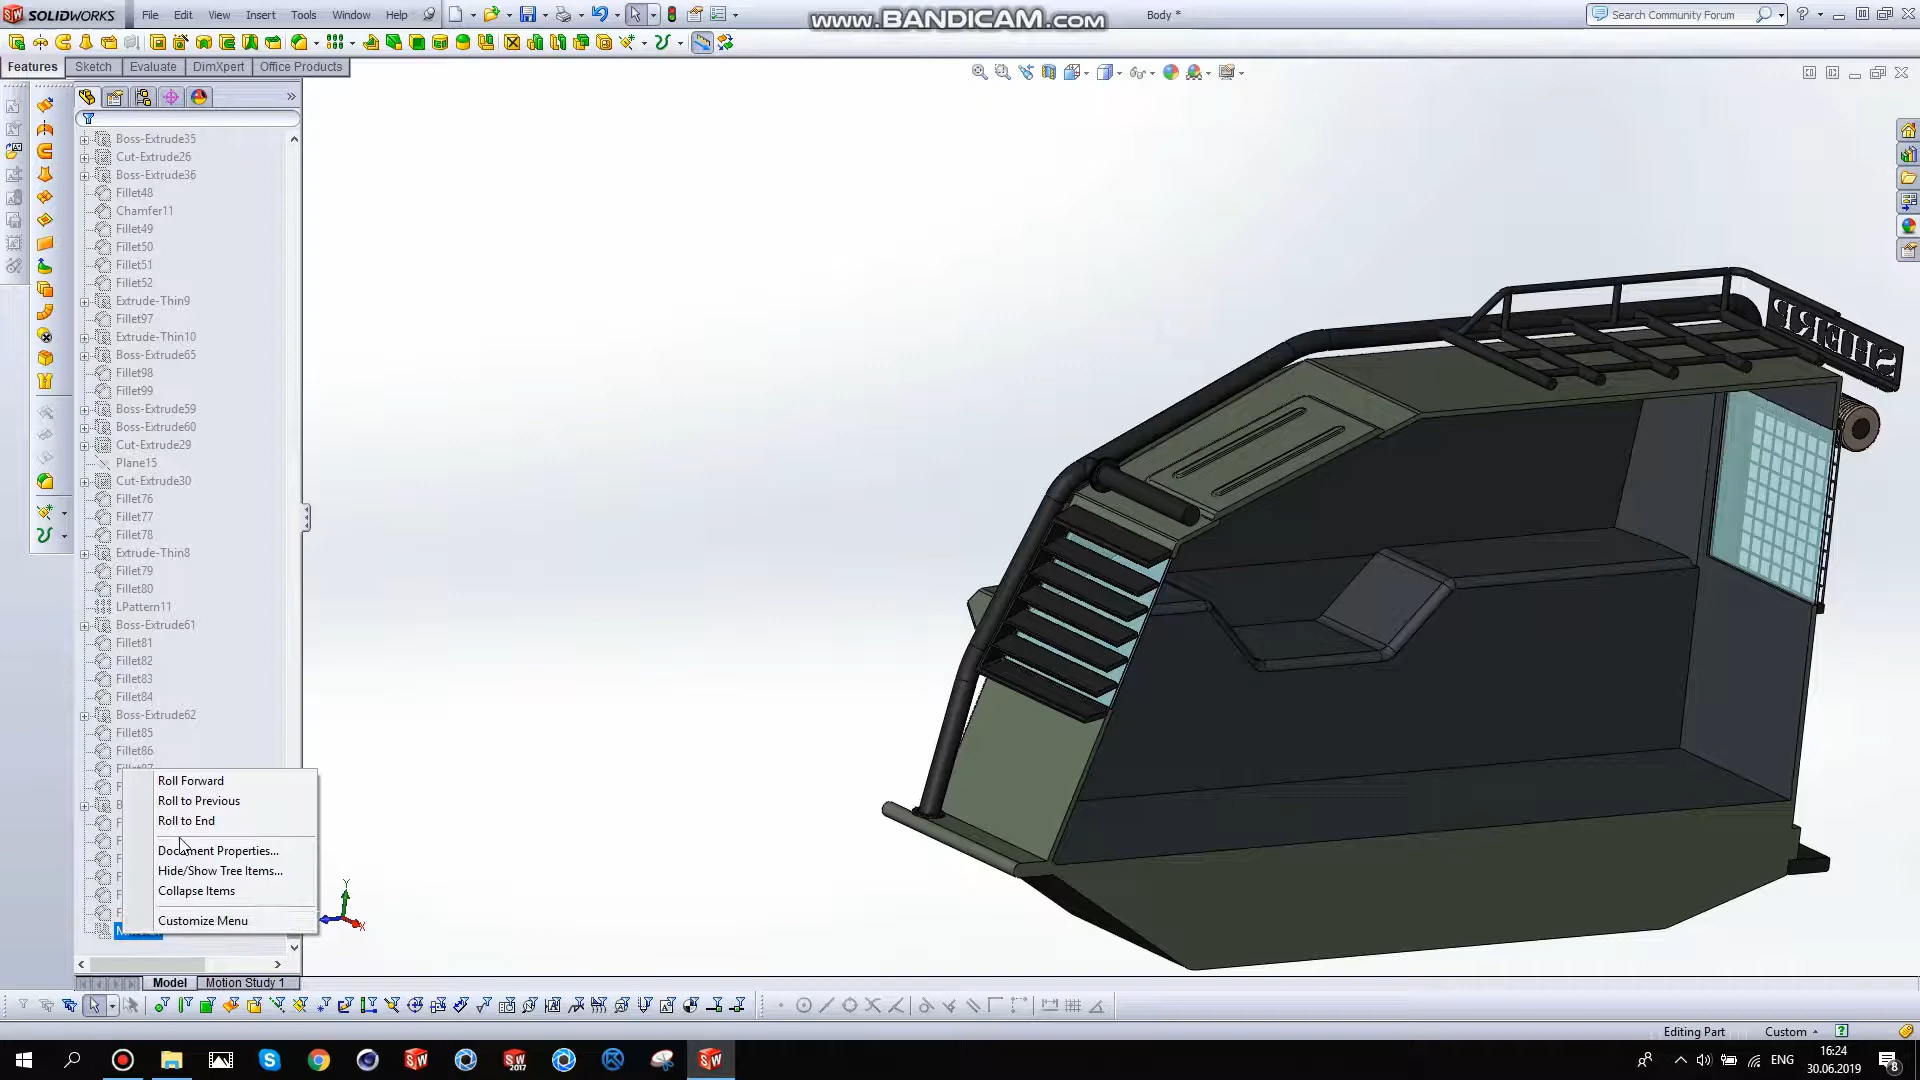 SOLIDWORKS File Edit View Insert Tools Window Help
www.BANDICAM.com
Body *
Search Community Forum
Features Sketch Evaluate DimXpert Office Products
Boss-Extrude35
Cut-Extrude26
Boss-Extrude36
Fillet48
Chamfer11
Fillet49
Fillet50
Fillet51
Fillet52
Extrude-Thin9
Fillet97
Extrude-Thin10
Boss-Extrude65
Fillet98
Fillet99
Boss-Extrude59
Boss-Extrude60
Cut-Extrude29
Plane15
Cut-Extrude30
Fillet76
Fillet77
Fillet78
Extrude-Thin8
Fillet79
Fillet80
LPattern11
Boss-Extrude61
Fillet81
Fillet82
Fillet83
Fillet84
Boss-Extrude62
Fillet85
Fillet86
Roll Forward
Roll to Previous
Roll to End
Document Properties...
Hide/Show Tree Items...
Collapse Items
Customize Menu
SHERP
Y
X
Model Motion Study 1
Editing Part Custom
2017
ENG
16:24
30.06.2019
8